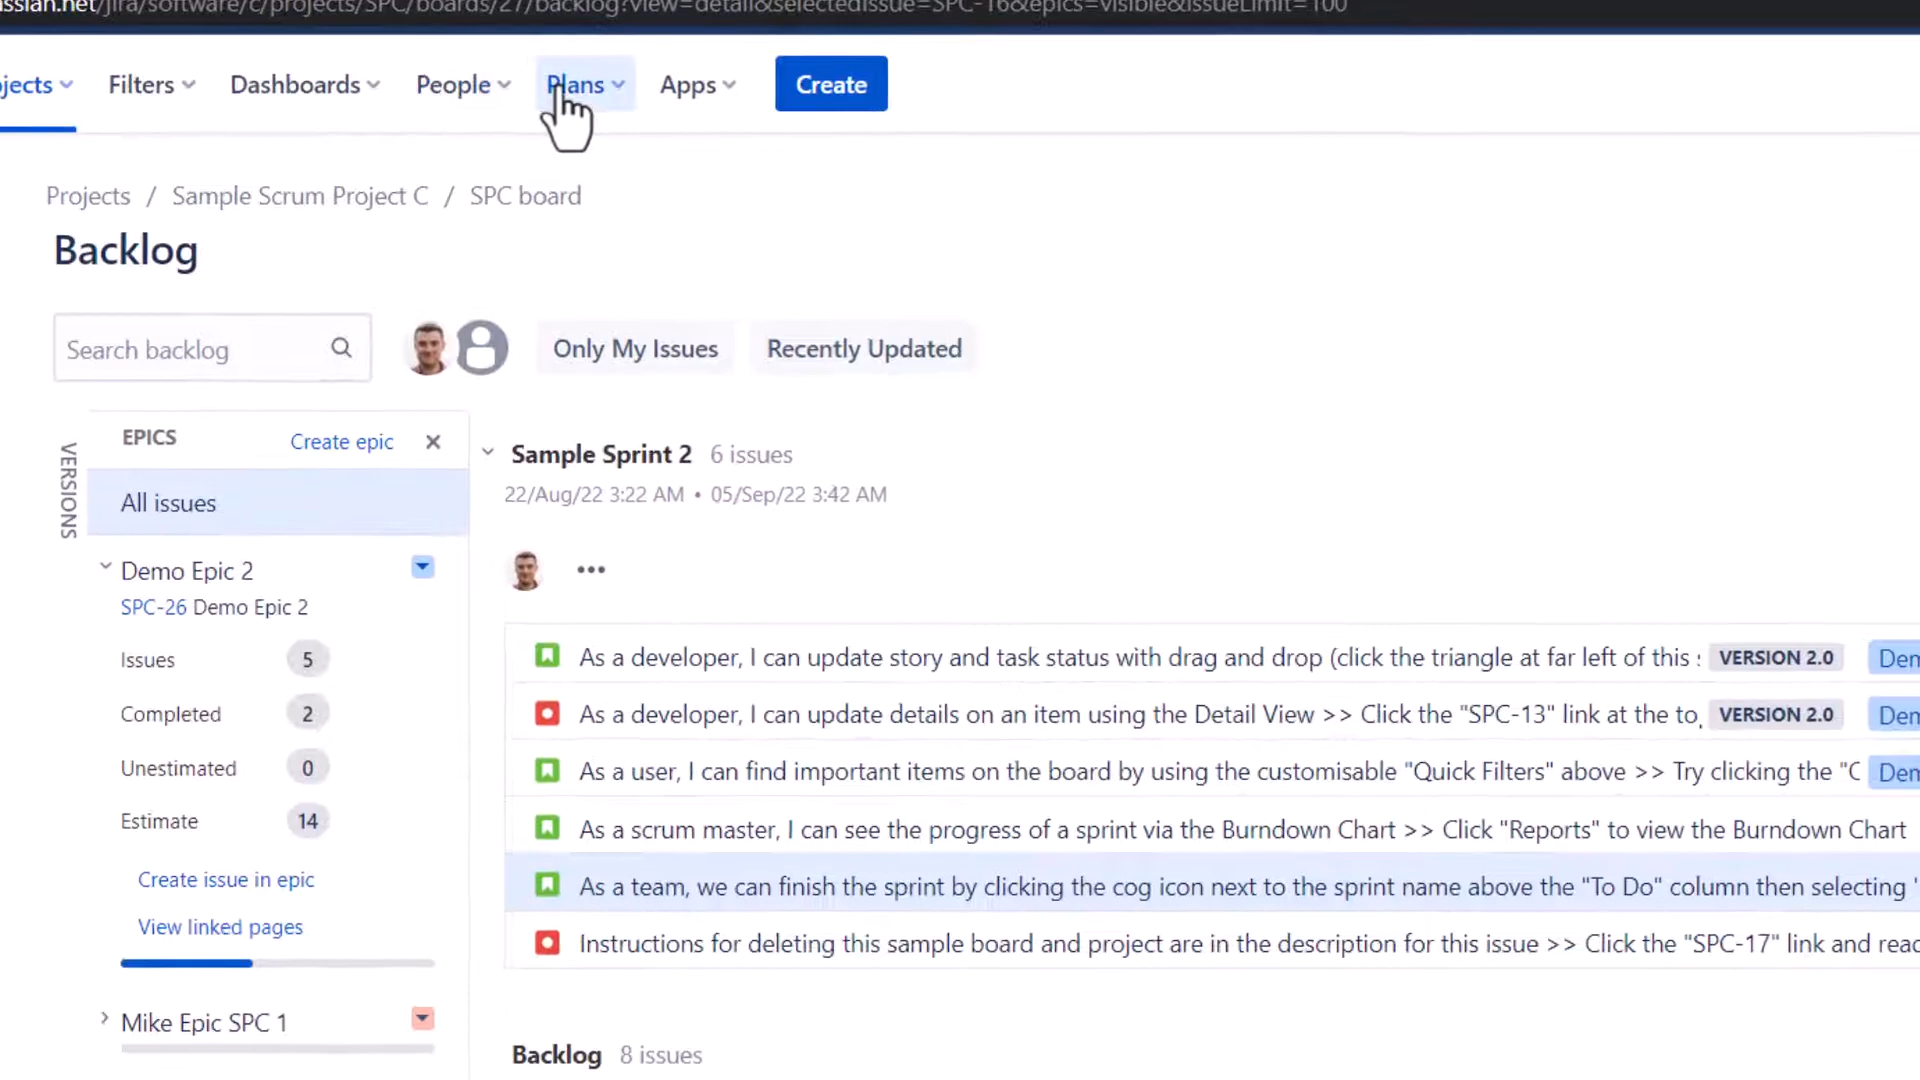 ssian.net/jira/software/c/projects/SPC/boards/27/backlog?view=detail&selectedIssue=SPC-16&epics=visible&issueLimit=100
jects Filters Dashboards People Plans Apps Create
Projects / Sample Scrum Project C / SPC board
Backlog
Search backlog Only My Issues Recently Updated
VERSIONS
EPICS Create epic
All issues
Demo Epic 2
SPC-26 Demo Epic 2
Issues 5
Completed 2
Unestimated 0
Estimate 14
Create issue in epic
View linked pages
Mike Epic SPC 1
Sample Sprint 2 6 issues
22/Aug/22 3:22 AM • 05/Sep/22 3:42 AM
As a developer, I can update story and task status with drag and drop (click the triangle at far left of this VERSION 2.0 Dem
As a developer, I can update details on an item using the Detail View >> Click the "SPC-13" link at the to VERSION 2.0 Dem
As a user, I can find important items on the board by using the customisable "Quick Filters" above >> Try clicking the "O Dem
As a scrum master, I can see the progress of a sprint via the Burndown Chart >> Click "Reports" to view the Burndown Chart
As a team, we can finish the sprint by clicking the cog icon next to the sprint name above the "To Do" column then selecting "
Instructions for deleting this sample board and project are in the description for this issue >> Click the "SPC-17" link and read
Backlog 8 issues